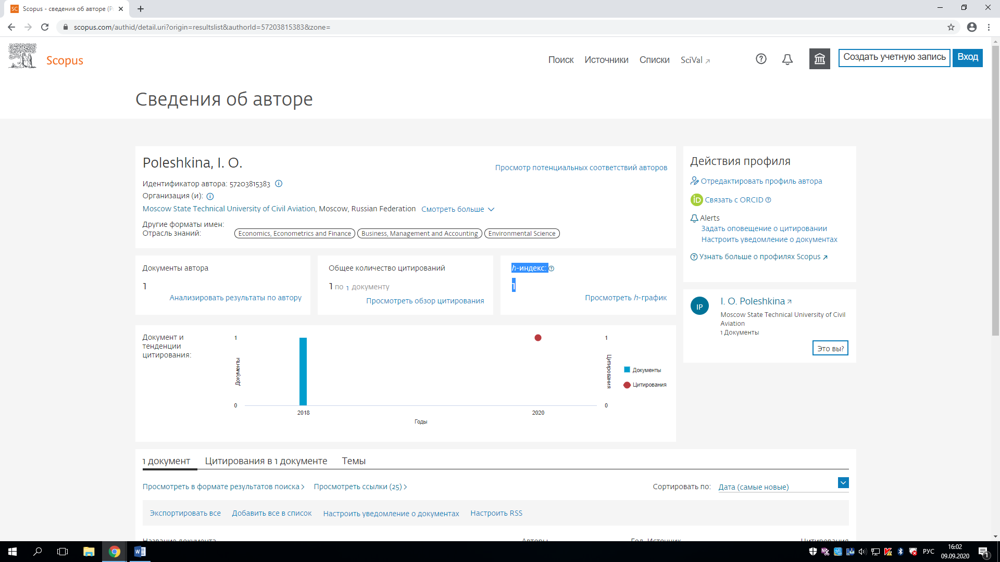 Scopus - сведения об авторе (P
scopus.com/authid/detail.uri?origin=resultslist&authorId=57203815383&zone=
Scopus
Поиск Источники Списки SciVal
Создать учетную запись Вход
Сведения об авторе
Poleshkina, I. O.
Просмотр потенциальных соответствий авторов
Идентификатор автора: 57203815383
Организация (и):
Moscow State Technical University of Civil Aviation, Moscow, Russian Federation Смотреть больше
Другие форматы имен:
Отрасль знаний: Economics, Econometrics and Finance Business, Management and Accounting Environmental Science
Действия профиля
Отредактировать профиль автора
iD Связать с ORCID
Alerts
Задать оповещение о цитировании
Настроить уведомление о документах
Узнать больше о профилях Scopus
Документы автора
1
Анализировать результаты по автору
Общее количество цитирований
1 по 1 документу
Просмотреть обзор цитирования
h-индекс:
1
Просмотреть h-график
IP
I. O. Poleshkina
Moscow State Technical University of Civil
Aviation
1 Документы
Это вы?
Документ и
тенденции
цитирования:
1
Документы
0
2018
2020
Годы
1
Цитирования
0
Документы
Цитирования
1 документ Цитирования в 1 документе Темы
Просмотреть в формате результатов поиска Просмотреть ссылки (25)
Сортировать по: Дата (самые новые)
Экспортировать все Добавить все в список Настроить уведомление о документах Настроить RSS
Название документа Авторы Год Источник Цитирования
РУС
16:02
09.09.2020
1